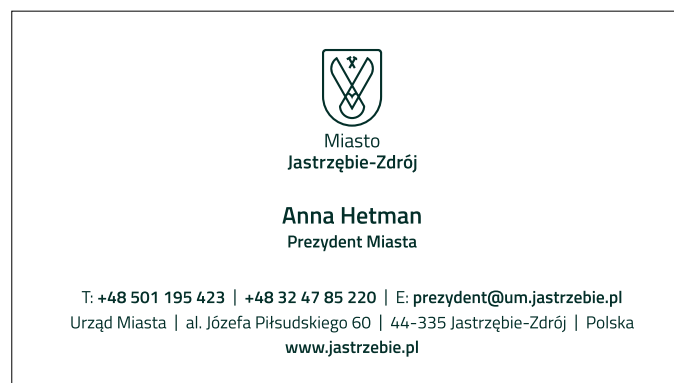 Miasto
Jastrzębie-Zdrój
Anna Hetman
Prezydent Miasta
T: +48 501 195 423 | +48 32 47 85 220 | E: prezydent@um.jastrzebie.pl
Urząd Miasta | al. Józefa Piłsudskiego 60 | 44-335 Jastrzębie-Zdrój | Polska
www.jastrzebie.pl